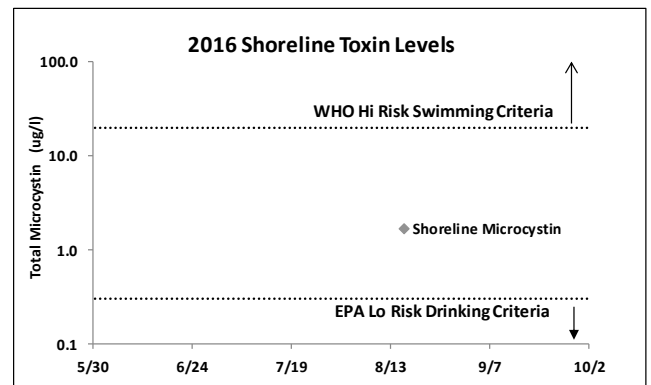 2016 Shoreline Toxin Levels
Total Microcystin (ug/l)
100.0
WHO Hi Risk Swimming Criteria
10.0
Shoreline Microcystin
1.0
EPA Lo Risk Drinking Criteria
0.1
5/30 6/24 7/19 8/13 9/7 10/2